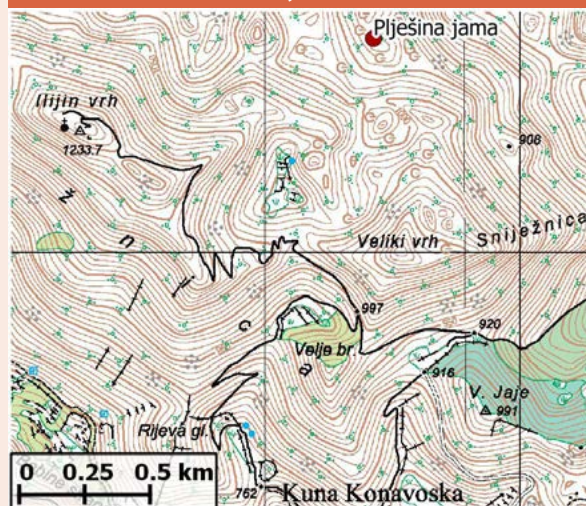 Plješina jama
Ilijin vrh
1233.7
908
Veliki vrh
Sniježnica
997
920
Velje br.
916
V. Jaje
991
Rijeva gl.
762
Kuna Konavoska
0 0.25 0.5 km